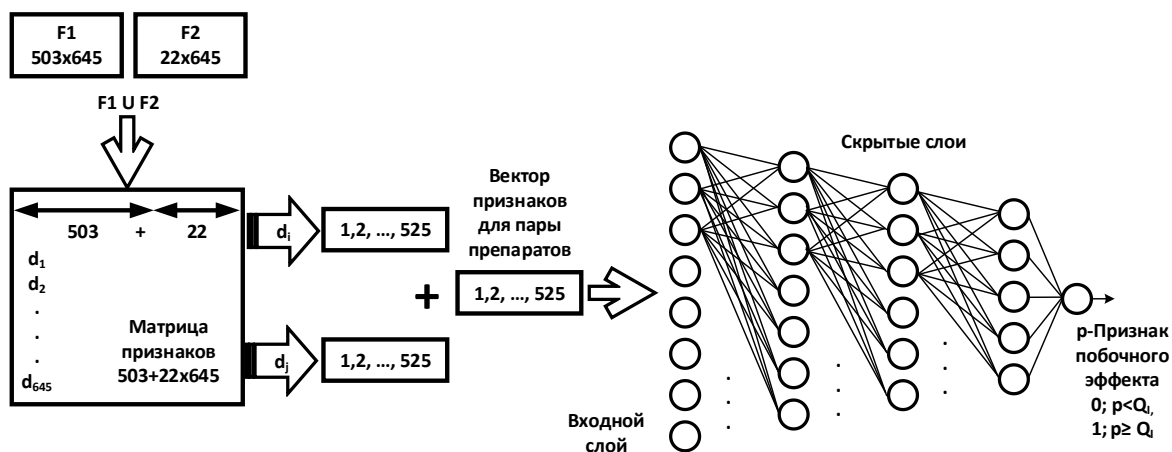 F1
503x645
F2
22x645
F1 U F2
503 + 22
d1
d2
.
.
.
d645
Матрица
признаков
503+22x645
di
1,2, ..., 525
dj
1,2, ..., 525
+
Вектор
признаков
для пары
препаратов
1,2, ..., 525
Входной
слой
Скрытые слои
р-Признак
побочного
эффекта
0; p<QI,
1; p≥ QI